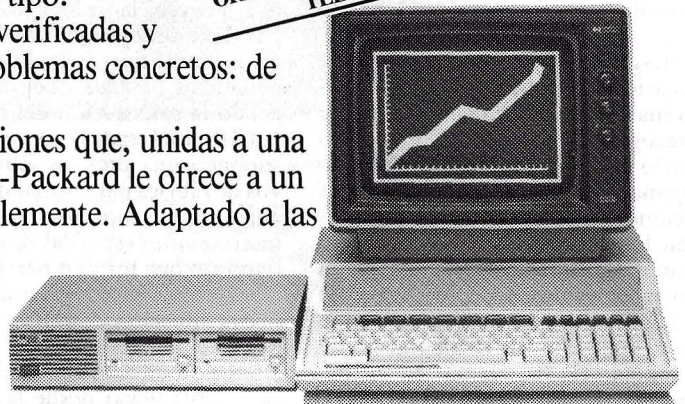 tipo.
verificadas y
oblemas concretos: de
iones que, unidas a una
-Packard le ofrece a un
lemente. Adaptado a las